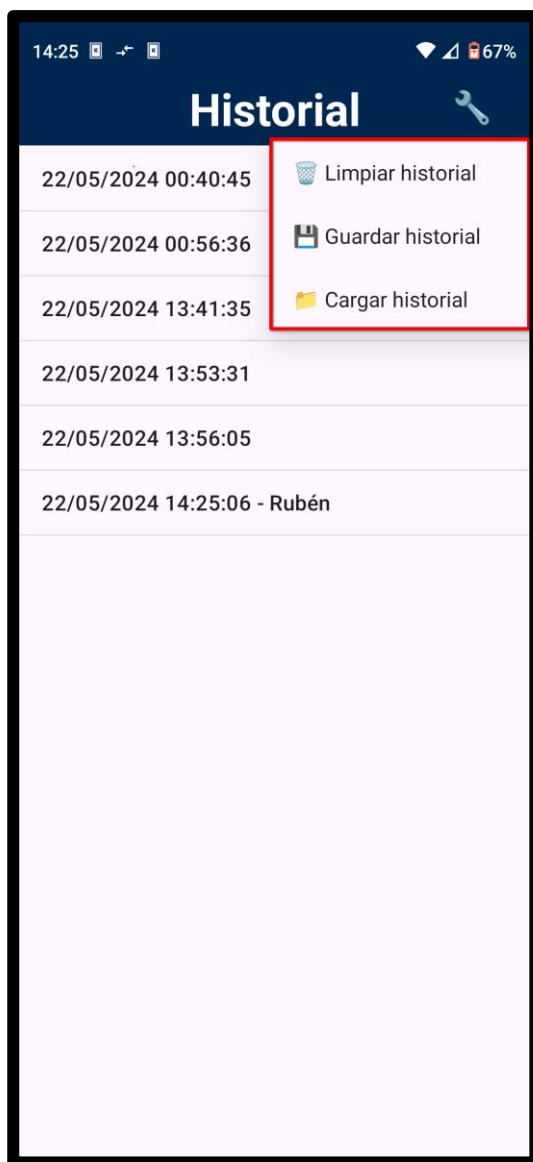 14:25
67%
Historial
22/05/2024 00:40:45
Limpiar historial
22/05/2024 00:56:36
Guardar historial
22/05/2024 13:41:35
Cargar historial
22/05/2024 13:53:31
22/05/2024 13:56:05
22/05/2024 14:25:06 - Rubén